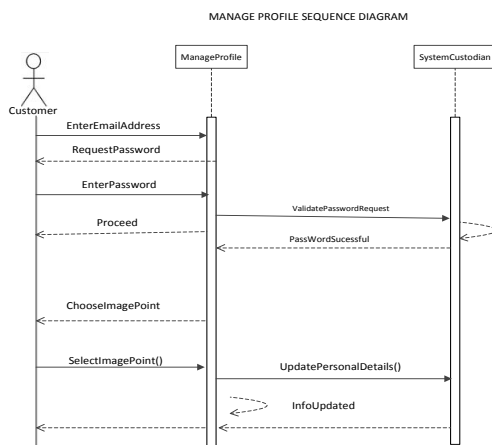 MANAGE PROFILE SEQUENCE DIAGRAM
ManageProfile
SystemCustodian
Customer
EnterEmailAddress
RequestPassword
EnterPassword
ValidatePasswordRequest
Proceed
PassWordSucessful
ChooseImagePoint
SelectImagePoint()
UpdatePersonalDetails()
InfoUpdated